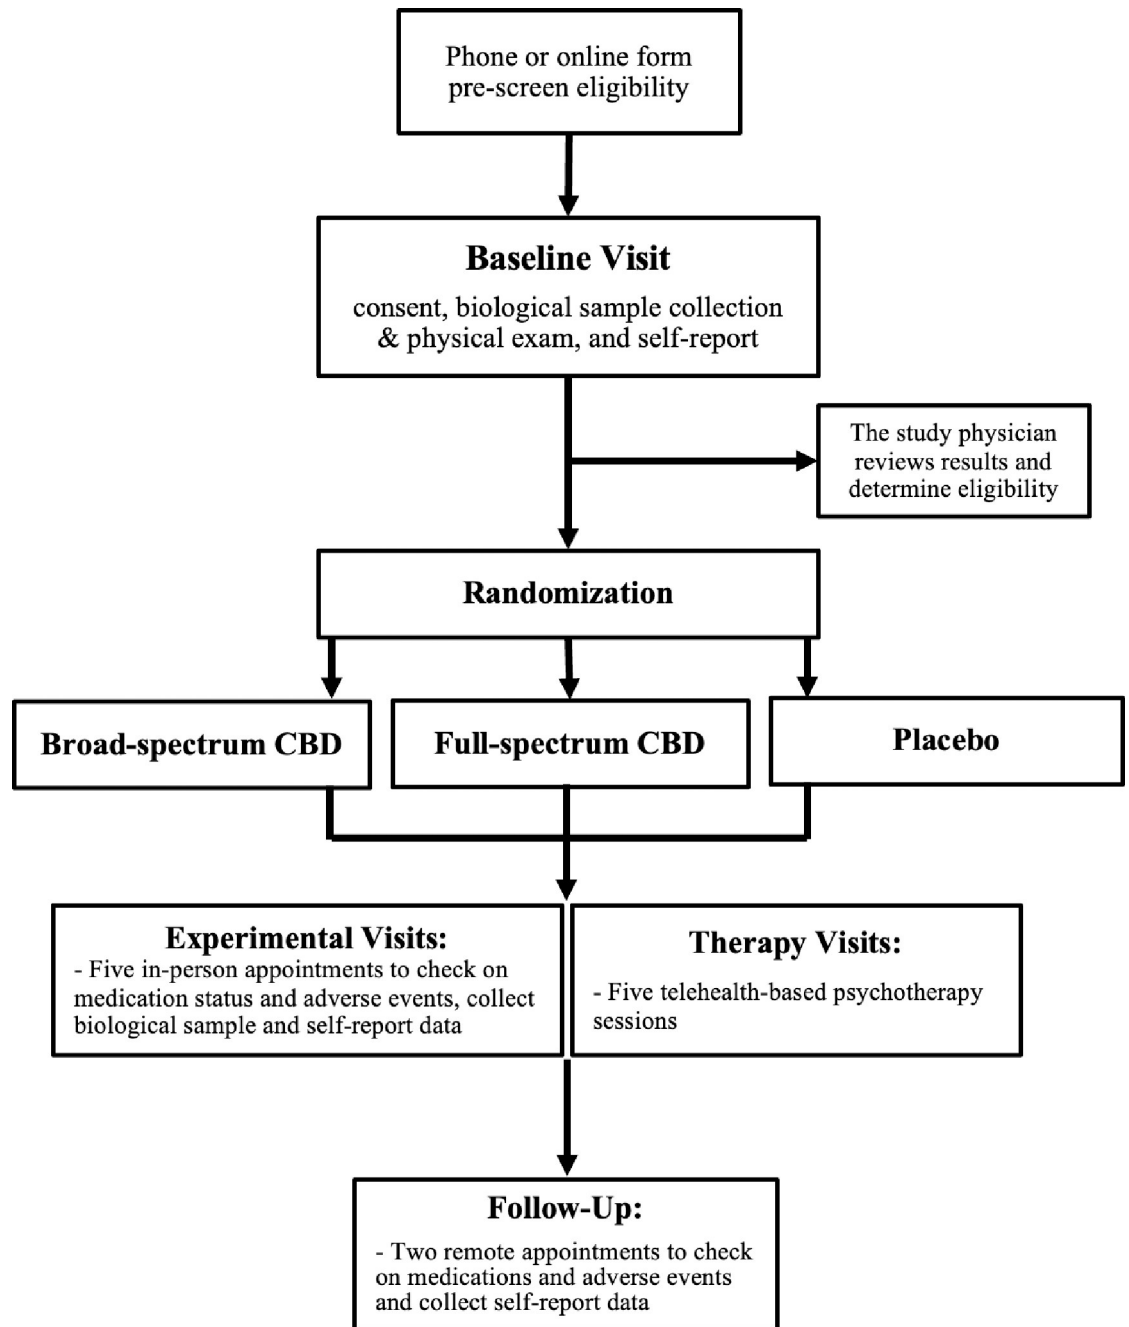 Phone or online form
pre-screen eligibility
Baseline Visit
consent, biological sample collection
& physical exam, and self-report
The study physician
reviews results and
determine eligibility
Randomization
Broad-spectrum CBD
Full-spectrum CBD
Placebo
Experimental Visits:
- Five in-person appointments to check on
medication status and adverse events, collect
biological sample and self-report data
Therapy Visits:
- Five telehealth-based psychotherapy
sessions
Follow-Up:
- Two remote appointments to check
on medications and adverse events
and collect self-report data